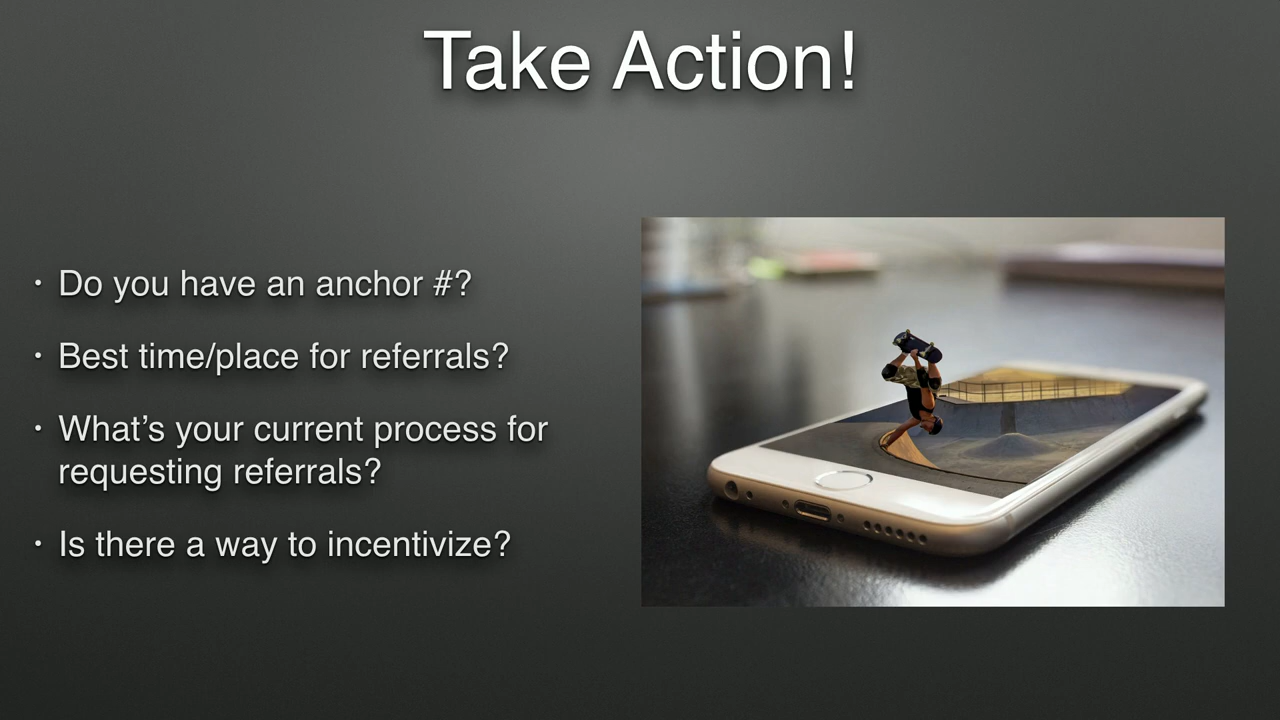 Take Action!
• Do you have an anchor #?
• Best time/place for referrals?
• What’s your current process for
requesting referrals?
• Is there a way to incentivize?